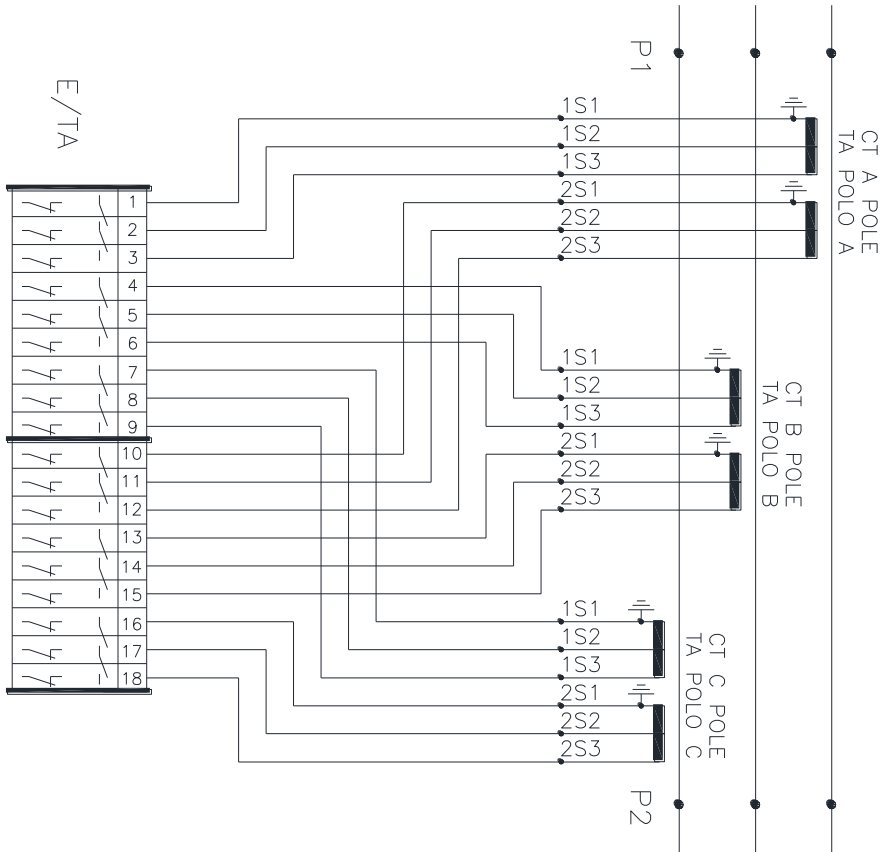 P1
E/TA
1S1
1S2
1S3
2S1
2S2
2S3
CT A POLE
TA POLO A
1
2
3
4
5
6
7
8
9
10
11
12
13
14
15
16
17
18
1S1
1S2
1S3
2S1
2S2
2S3
CT B POLE
TA POLO B
1S1
1S2
1S3
2S1
2S2
2S3
CT C POLE
TA POLO C
P2